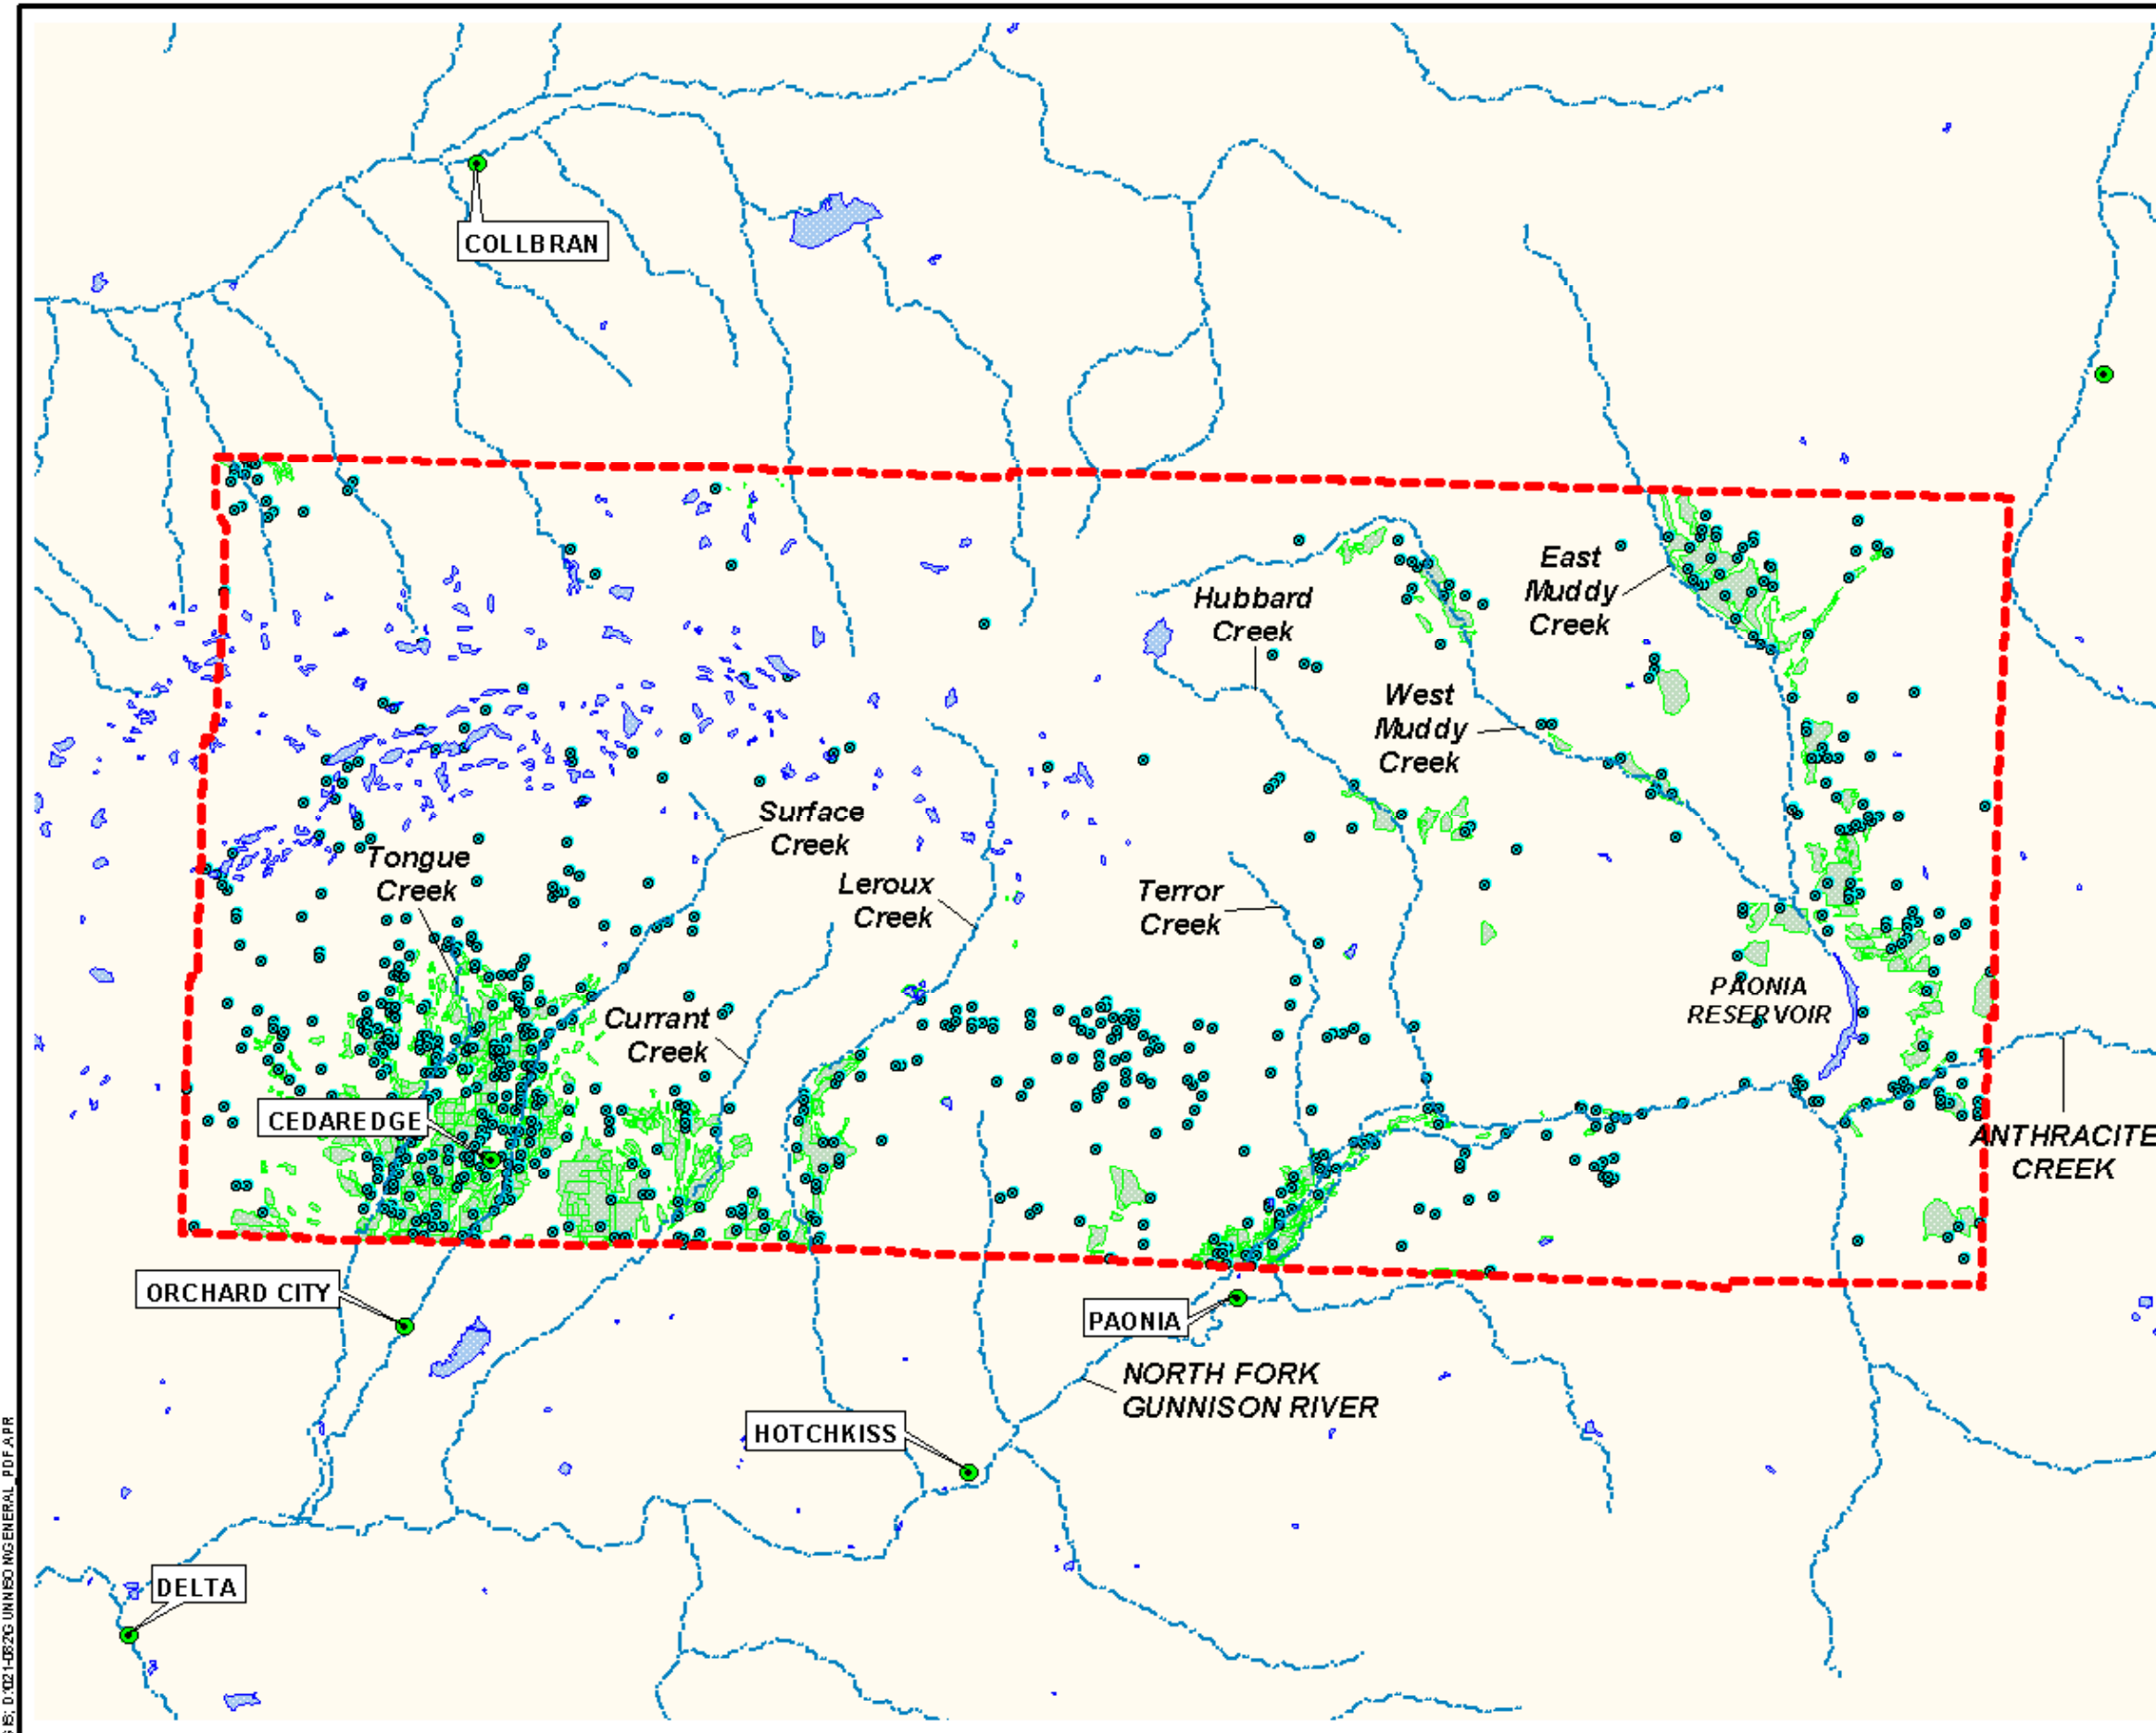 COLLBRAN
Hubbard
Creek
East
Muddy
Creek
West
Muddy
Creek
Surface
Creek
Tongue
Creek
Leroux
Creek
Terror
Creek
Currant
Creek
PAONIA
RESERVOIR
CEDAREDGE
ANTHRACITE
CREEK
ORCHARD CITY
PAONIA
NORTH FORK
GUNNISON RIVER
HOTCHKISS
DELTA